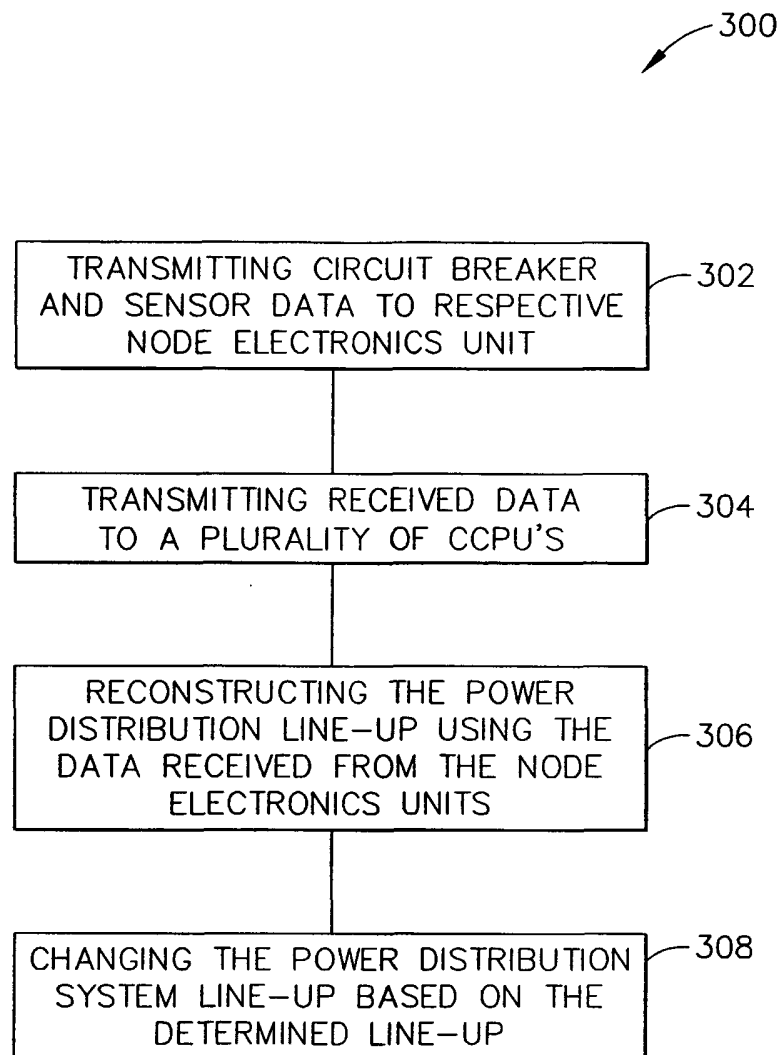 300
TRANSMITTING CIRCUIT BREAKER
AND SENSOR DATA TO RESPECTIVE
NODE ELECTRONICS UNIT
302
TRANSMITTING RECEIVED DATA
TO A PLURALITY OF CCPU'S
304
RECONSTRUCTING THE POWER
DISTRIBUTION LINE-UP USING THE
DATA RECEIVED FROM THE NODE
ELECTRONICS UNITS
306
CHANGING THE POWER DISTRIBUTION
SYSTEM LINE-UP BASED ON THE
DETERMINED LINE-UP
308